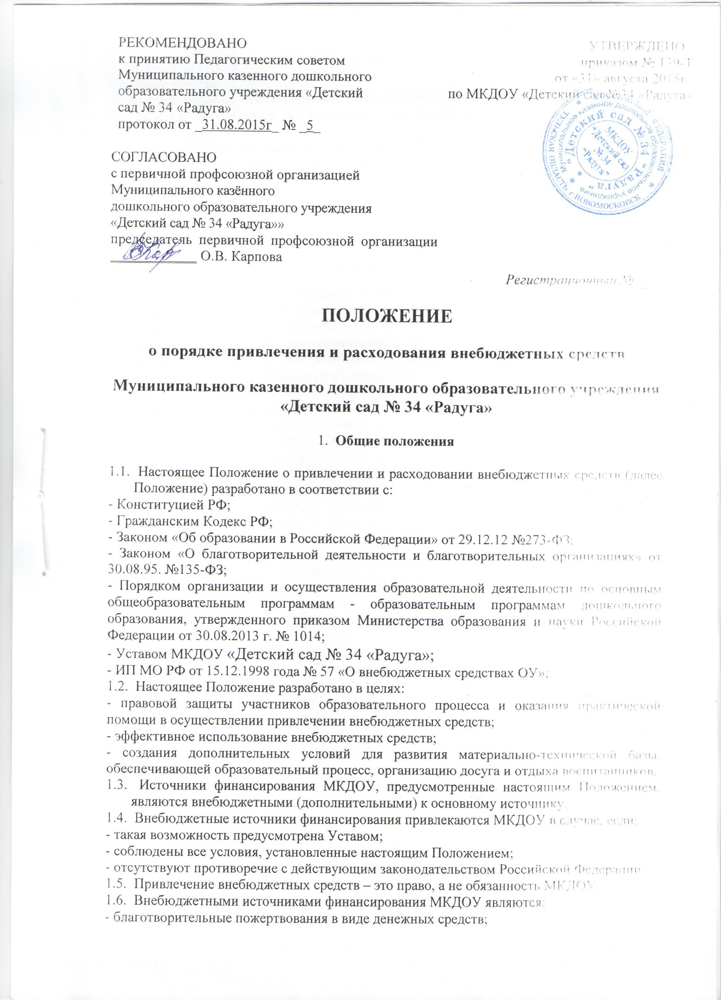 РЕКОМЕНДОВАНО
к принятию Педагогическим советом
Муниципального казенного дошкольного
образовательного учреждения «Детский
сад № 34 «Радуга»
протокол от _31.08.2015г_ № _5_
УТВЕРЖДЕНО
приказом № 139-Т
от «31» августа 2015г.
по МКДОУ «Детский сад №34 «Радуга»
СОГЛАСОВАНО
с первичной профсоюзной организацией
Муниципального казённого
дошкольного образовательного учреждения
«Детский сад № 34 «Радуга»»
председатель первичной профсоюзной организации
____________ О.В. Карпова
РОССИЙСКАЯ ФЕДЕРАЦИЯ * ТУЛЬСКАЯ ОБЛАСТЬ г.НОВОМОСКОВСК *
Муниципальное казенное дошкольное образовательное учреждение
* “Детский сад № 34 “Радуга” *
МКДОУ
“Детский сад
№ 34
“Радуга”
Регистрационный № ___
ПОЛОЖЕНИЕ
о порядке привлечения и расходования внебюджетных средств
Муниципального казенного дошкольного образовательного учреждения
«Детский сад № 34 «Радуга»
1. Общие положения
1.1. Настоящее Положение о привлечении и расходовании внебюджетных средств (далее
Положение) разработано в соответствии с:
- Конституцией РФ;
- Гражданским Кодекс РФ;
- Законом «Об образовании в Российской Федерации» от 29.12.12 №273-ФЗ;
- Законом «О благотворительной деятельности и благотворительных организациях» от
30.08.95. №135-ФЗ;
- Порядком организации и осуществления образовательной деятельности по основным
общеобразовательным программам - образовательным программам дошкольного
образования, утвержденного приказом Министерства образования и науки Российской
Федерации от 30.08.2013 г. № 1014;
- Уставом МКДОУ «Детский сад № 34 «Радуга»;
- ИП МО РФ от 15.12.1998 года № 57 «О внебюджетных средствах ОУ»;
1.2. Настоящее Положение разработано в целях:
- правовой защиты участников образовательного процесса и оказания практической
помощи в осуществлении привлечении внебюджетных средств;
- эффективное использование внебюджетных средств;
- создания дополнительных условий для развития материально-технической базы,
обеспечивающей образовательный процесс, организацию досуга и отдыха воспитанников.
1.3. Источники финансирования МКДОУ, предусмотренные настоящим Положением,
являются внебюджетными (дополнительными) к основному источнику.
1.4. Внебюджетные источники финансирования привлекаются МКДОУ в случае, если:
- такая возможность предусмотрена Уставом;
- соблюдены все условия, установленные настоящим Положением;
- отсутствуют противоречие с действующим законодательством Российской Федерации.
1.5. Привлечение внебюджетных средств – это право, а не обязанность МКДОУ.
1.6. Внебюджетными источниками финансирования МКДОУ являются:
- благотворительные пожертвования в виде денежных средств;